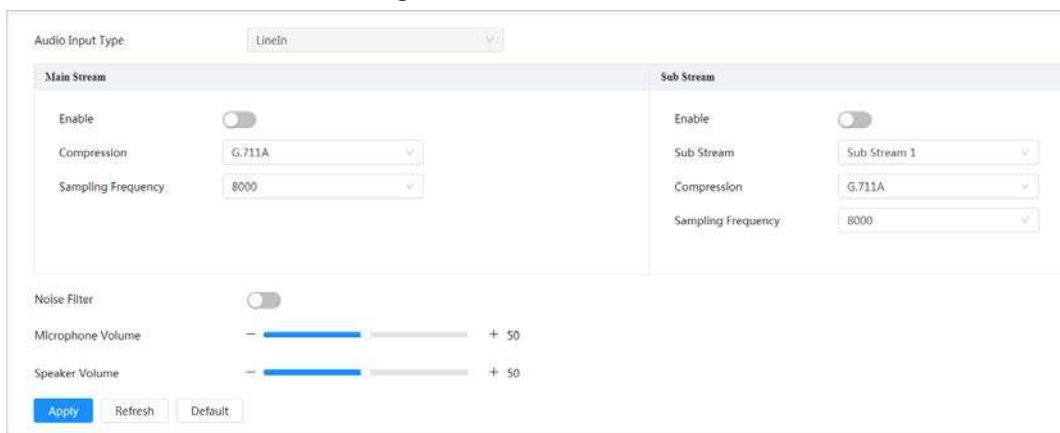 Audio Input Type LineIn
Main Stream Sub Stream
Enable Enable
Compression G.711A Sub Stream Sub Stream 1
Sampling Frequency 8000 Compression G.711A
Sampling Frequency 8000
Noise Filter
Microphone Volume − + 50
Speaker Volume − + 50
Apply Refresh Default